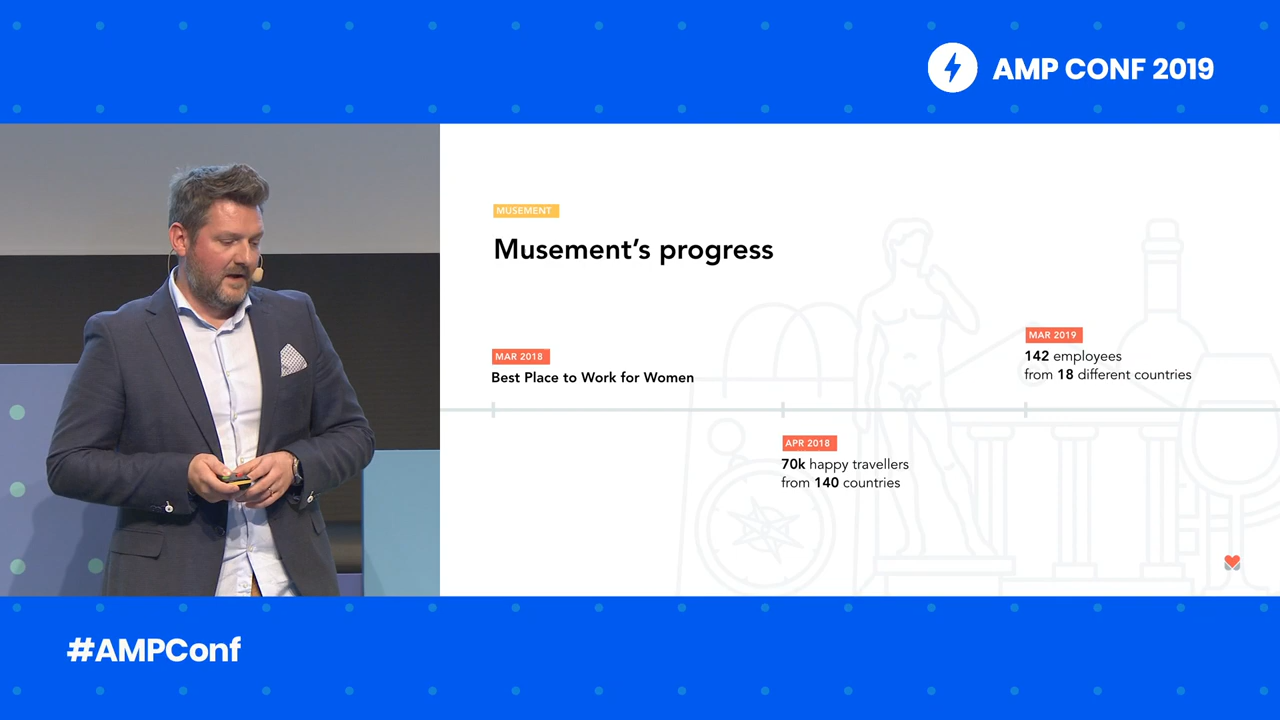 AMP CONF 2019
MUSEMENT
Musement's progress
MAR 2018
Best Place to Work for Women
APR 2018
70k happy travellers
from 140 countries
MAR 2019
142 employees
from 18 different countries
#AMPConf